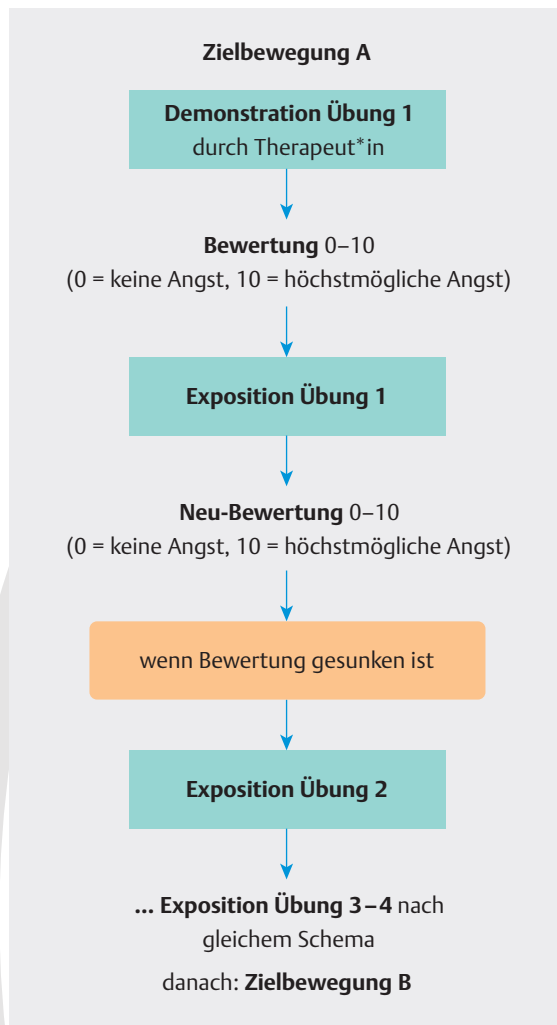 Zielbewegung A
Demonstration Übung 1
durch Therapeut*in
Bewertung 0–10
(0 = keine Angst, 10 = höchstmögliche Angst)
Exposition Übung 1
Neu-Bewertung 0–10
(0 = keine Angst, 10 = höchstmögliche Angst)
wenn Bewertung gesunken ist
Exposition Übung 2
... Exposition Übung 3–4 nach
gleichem Schema
danach: Zielbewegung B